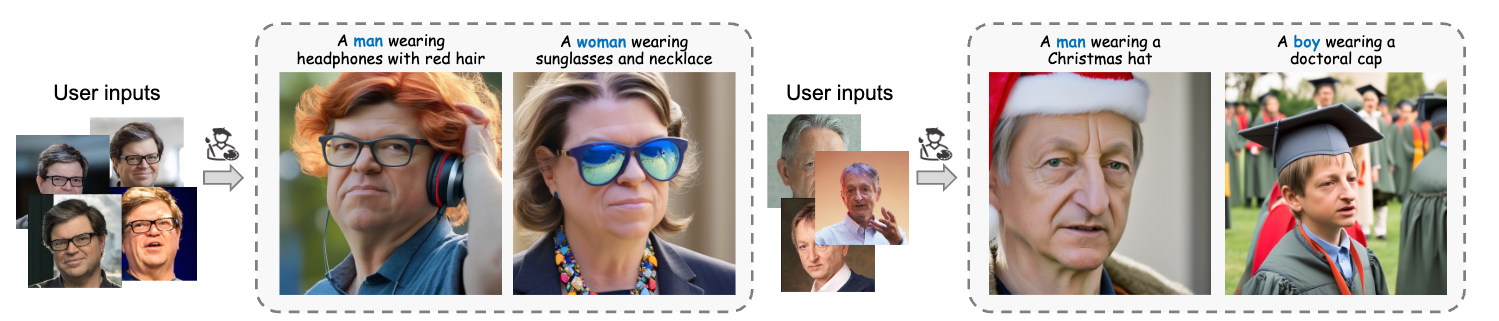 User inputs
A man wearing
headphones with red hair
A woman wearing
sunglasses and necklace
User inputs
A man wearing a
Christmas hat
A boy wearing a
doctoral cap